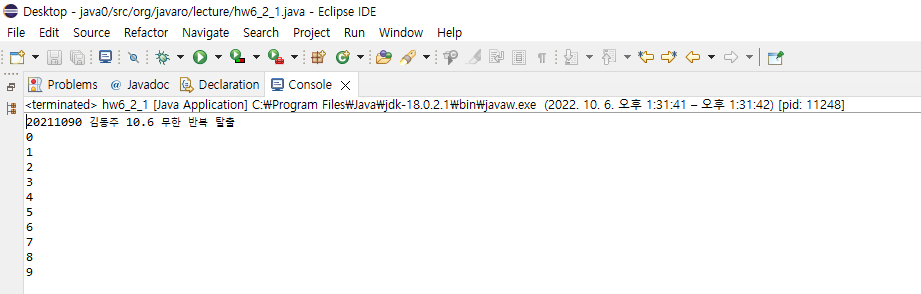 Desktop - java0/src/org/javaro/lecture/hw6_2_1.java - Eclipse IDE
File Edit Source Refactor Navigate Search Project Run Window Help
Problems @ Javadoc Declaration Console
<terminated> hw6_2_1 [Java Application] C:₩Program Files₩Java₩jdk-18.0.2.1₩bin₩javaw.exe (2022. 10. 6. 오후 1:31:41 – 오후 1:31:42) [pid: 11248]
20211090 김동주 10.6 무한 반복 탈출
0
1
2
3
4
5
6
7
8
9